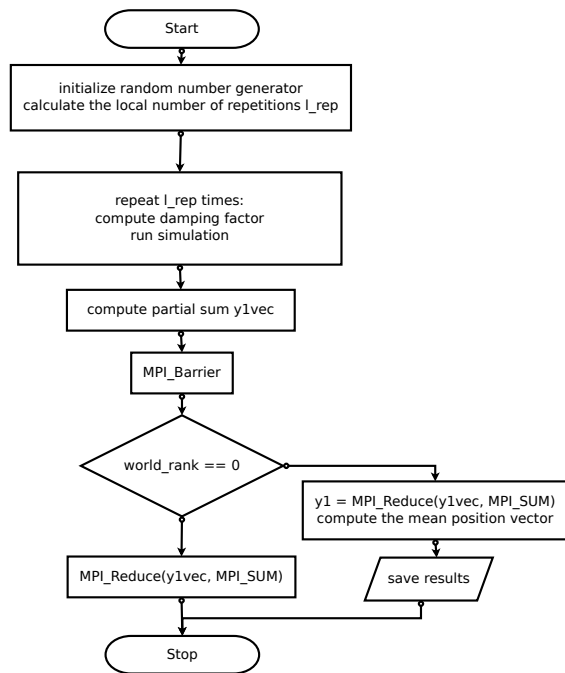 Start
initialize random number generator
calculate the local number of repetitions l_rep
repeat l_rep times:
compute damping factor
run simulation
compute partial sum y1vec
MPI_Barrier
world_rank == 0
y1 = MPI_Reduce(y1vec, MPI_SUM)
compute the mean position vector
MPI_Reduce(y1vec, MPI_SUM)
save results
Stop